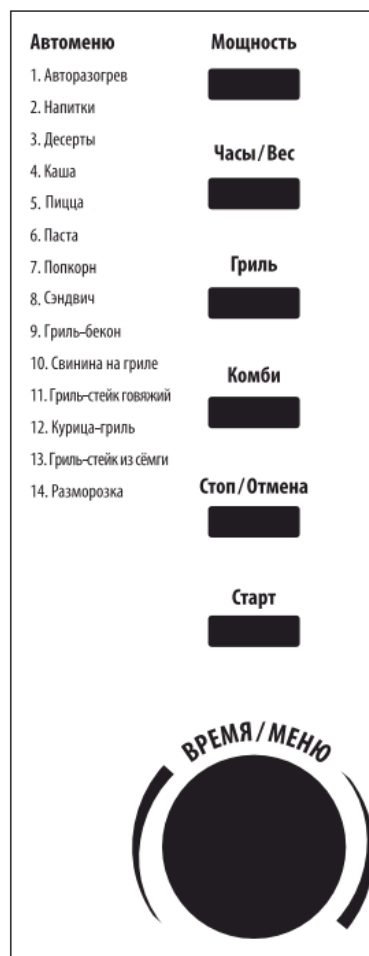 Автоменю
1. Авторазогрев
2. Напитки
3. Десерты
4. Каша
5. Пицца
6. Паста
7. Попкорн
8. Сэндвич
9. Гриль-бекон
10. Свинина на гриле
11. Гриль-стейк говяжий
12. Курица-гриль
13. Гриль-стейк из сёмги
14. Разморозка
Мощность
Часы/Вес
Гриль
Комби
Стоп/Отмена
Старт
ВРЕМЯ/МЕНЮ